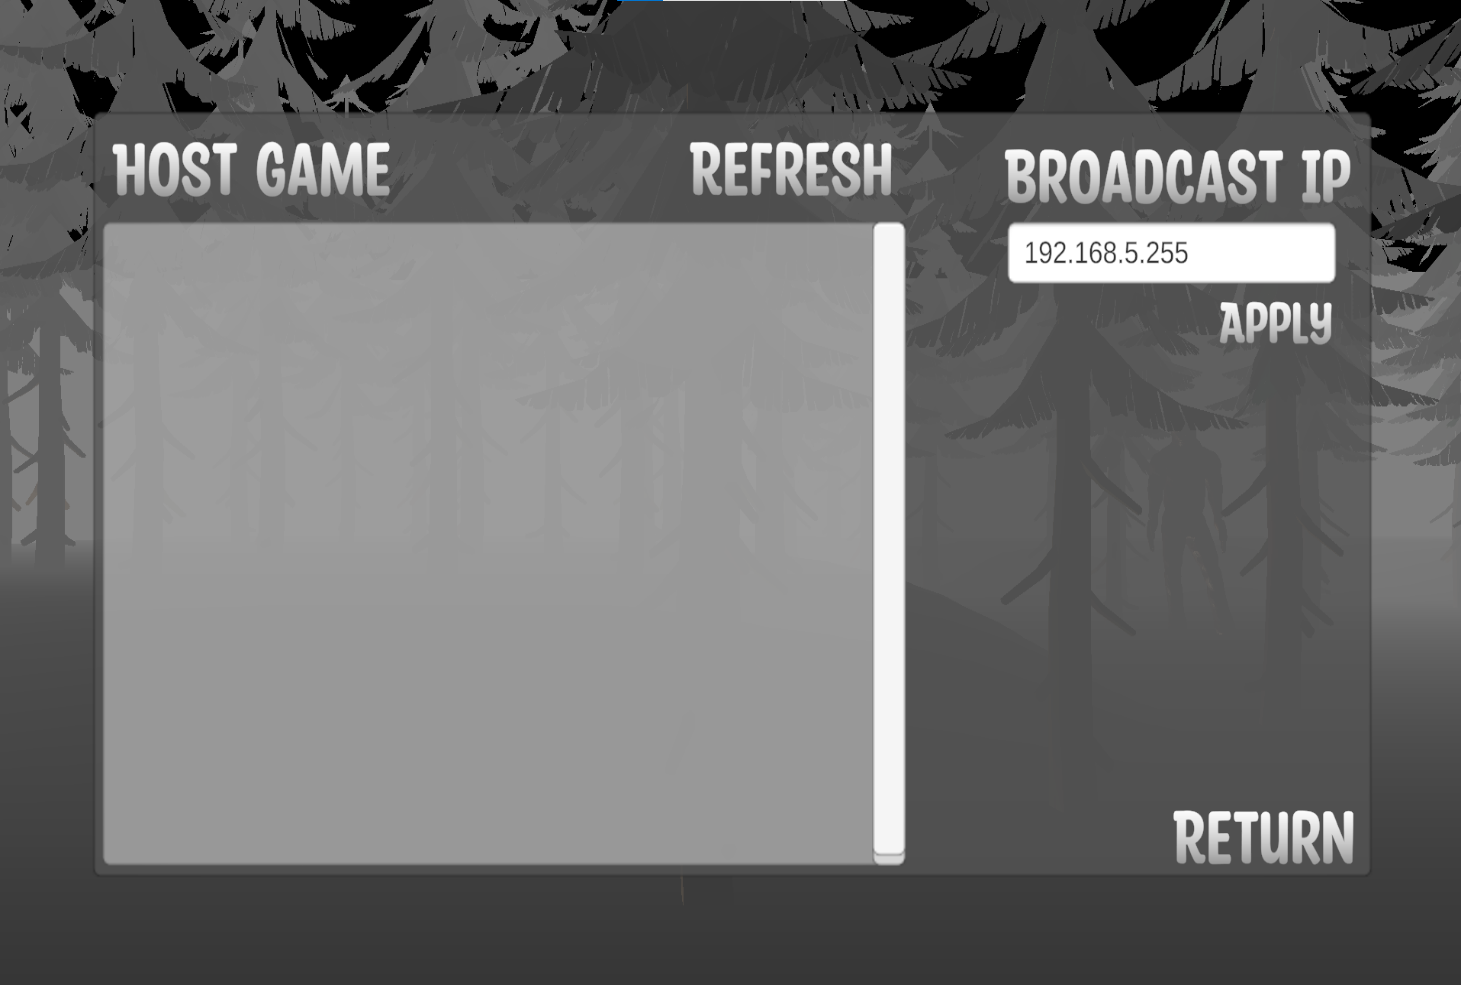 HOST GAME
REFRESH
BROADCAST IP
192.168.5.255
APPLY
RETURN